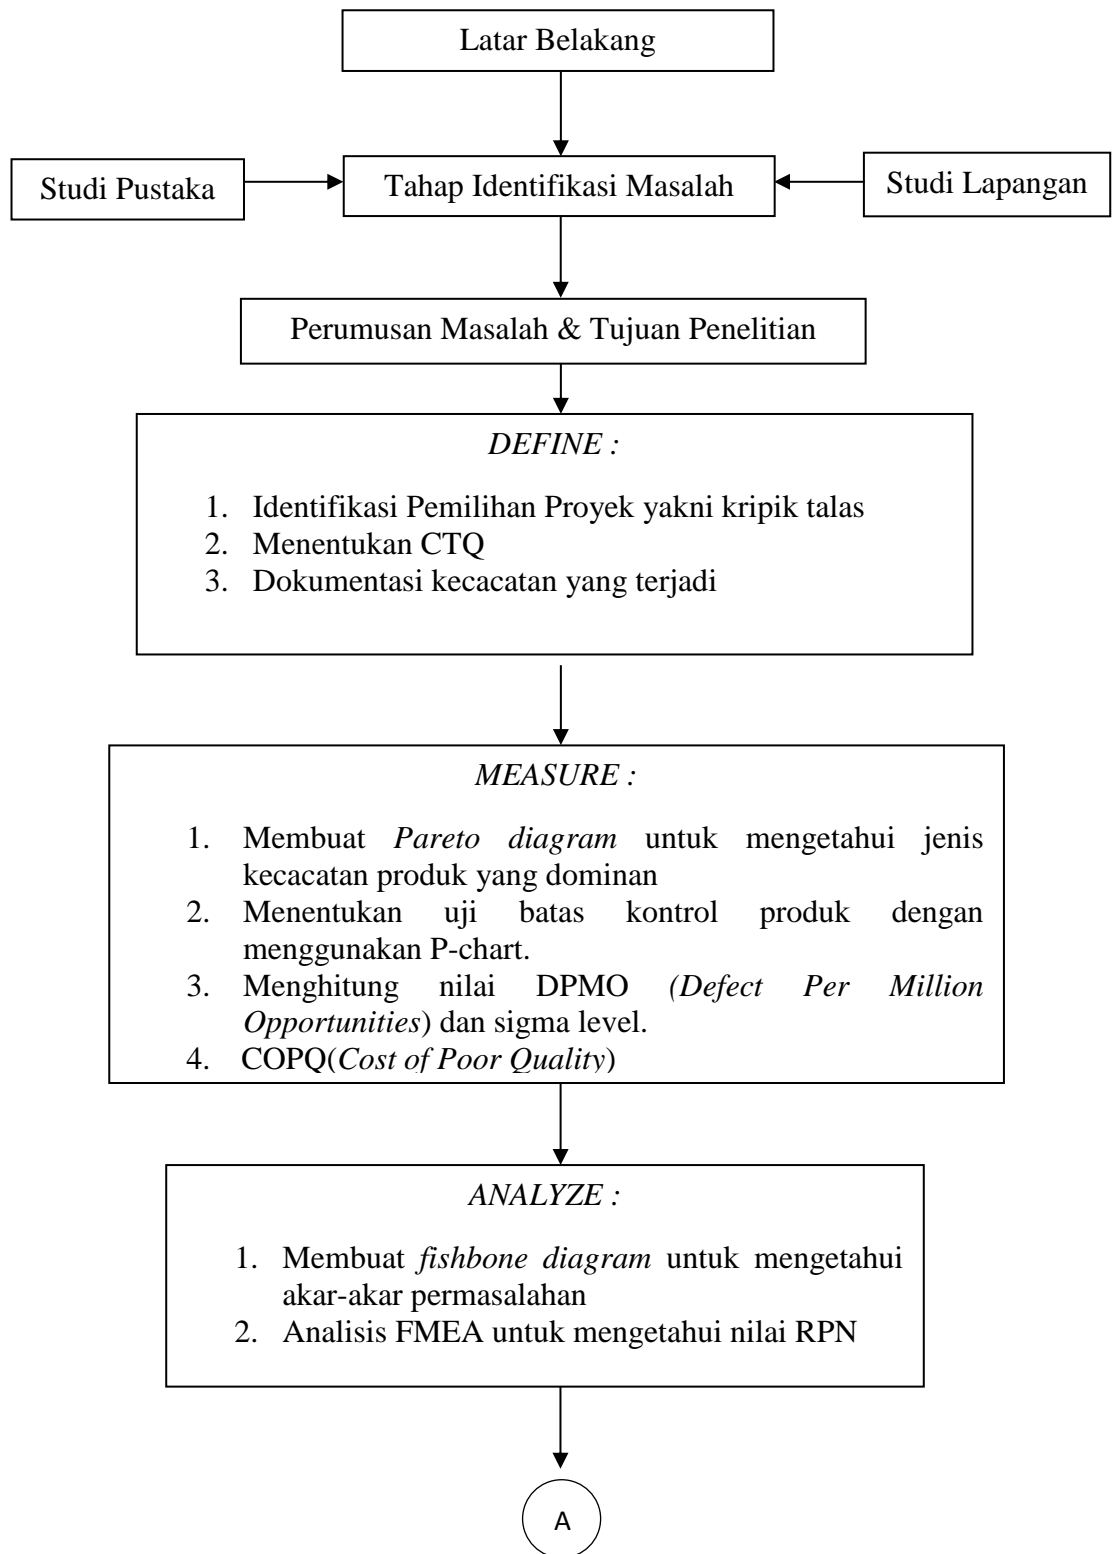 Latar Belakang
Studi Pustaka
Tahap Identifikasi Masalah
Studi Lapangan
Perumusan Masalah & Tujuan Penelitian
DEFINE :
1. Identifikasi Pemilihan Proyek yakni kripik talas
2. Menentukan CTQ
3. Dokumentasi kecacatan yang terjadi
MEASURE :
1. Membuat Pareto diagram untuk mengetahui jenis
kecacatan produk yang dominan
2. Menentukan uji batas kontrol produk dengan
menggunakan P-chart.
3. Menghitung nilai DPMO (Defect Per Million
Opportunities) dan sigma level.
4. COPQ(Cost of Poor Quality)
ANALYZE :
1. Membuat fishbone diagram untuk mengetahui
akar-akar permasalahan
2. Analisis FMEA untuk mengetahui nilai RPN
A